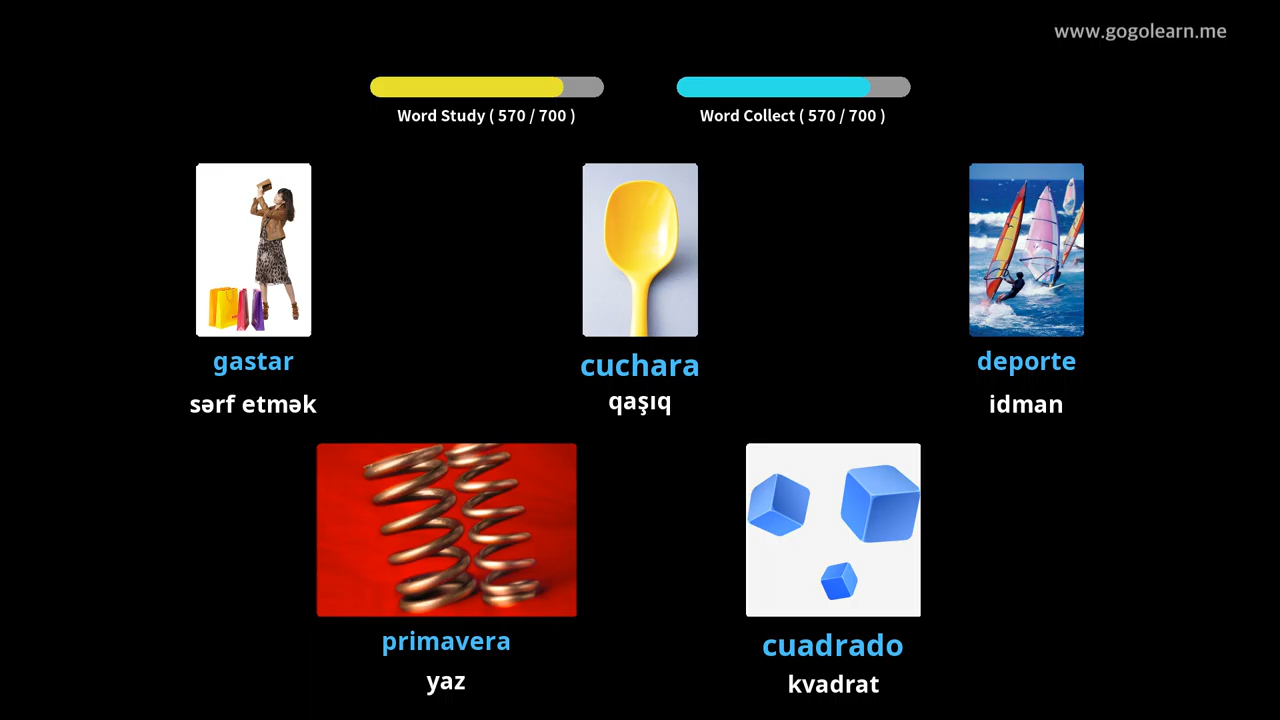 www.gogolearn.me
Word Study ( 570 / 700 )
Word Collect ( 570 / 700 )
gastar
sərf etmək
cuchara
qaşıq
deporte
idman
primavera
yaz
cuadrado
kvadrat